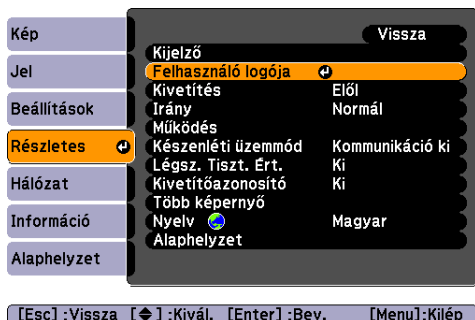 Kép
Jel
Beállítások
Részletes
Hálózat
Információ
Alaphelyzet
Vissza
Kijelző
Felhasználó logója
Kivetítés Elől
Irány Normál
Működés
Készenléti üzemmód Kommunikáció ki
Légsz. Tiszt. Ért. Ki
Kivetítőazonosító Ki
Több képernyő
Nyelv Magyar
Alaphelyzet
[Esc] :Vissza [◆] :Kivál. [Enter] :Bev. [Menu]:Kilép